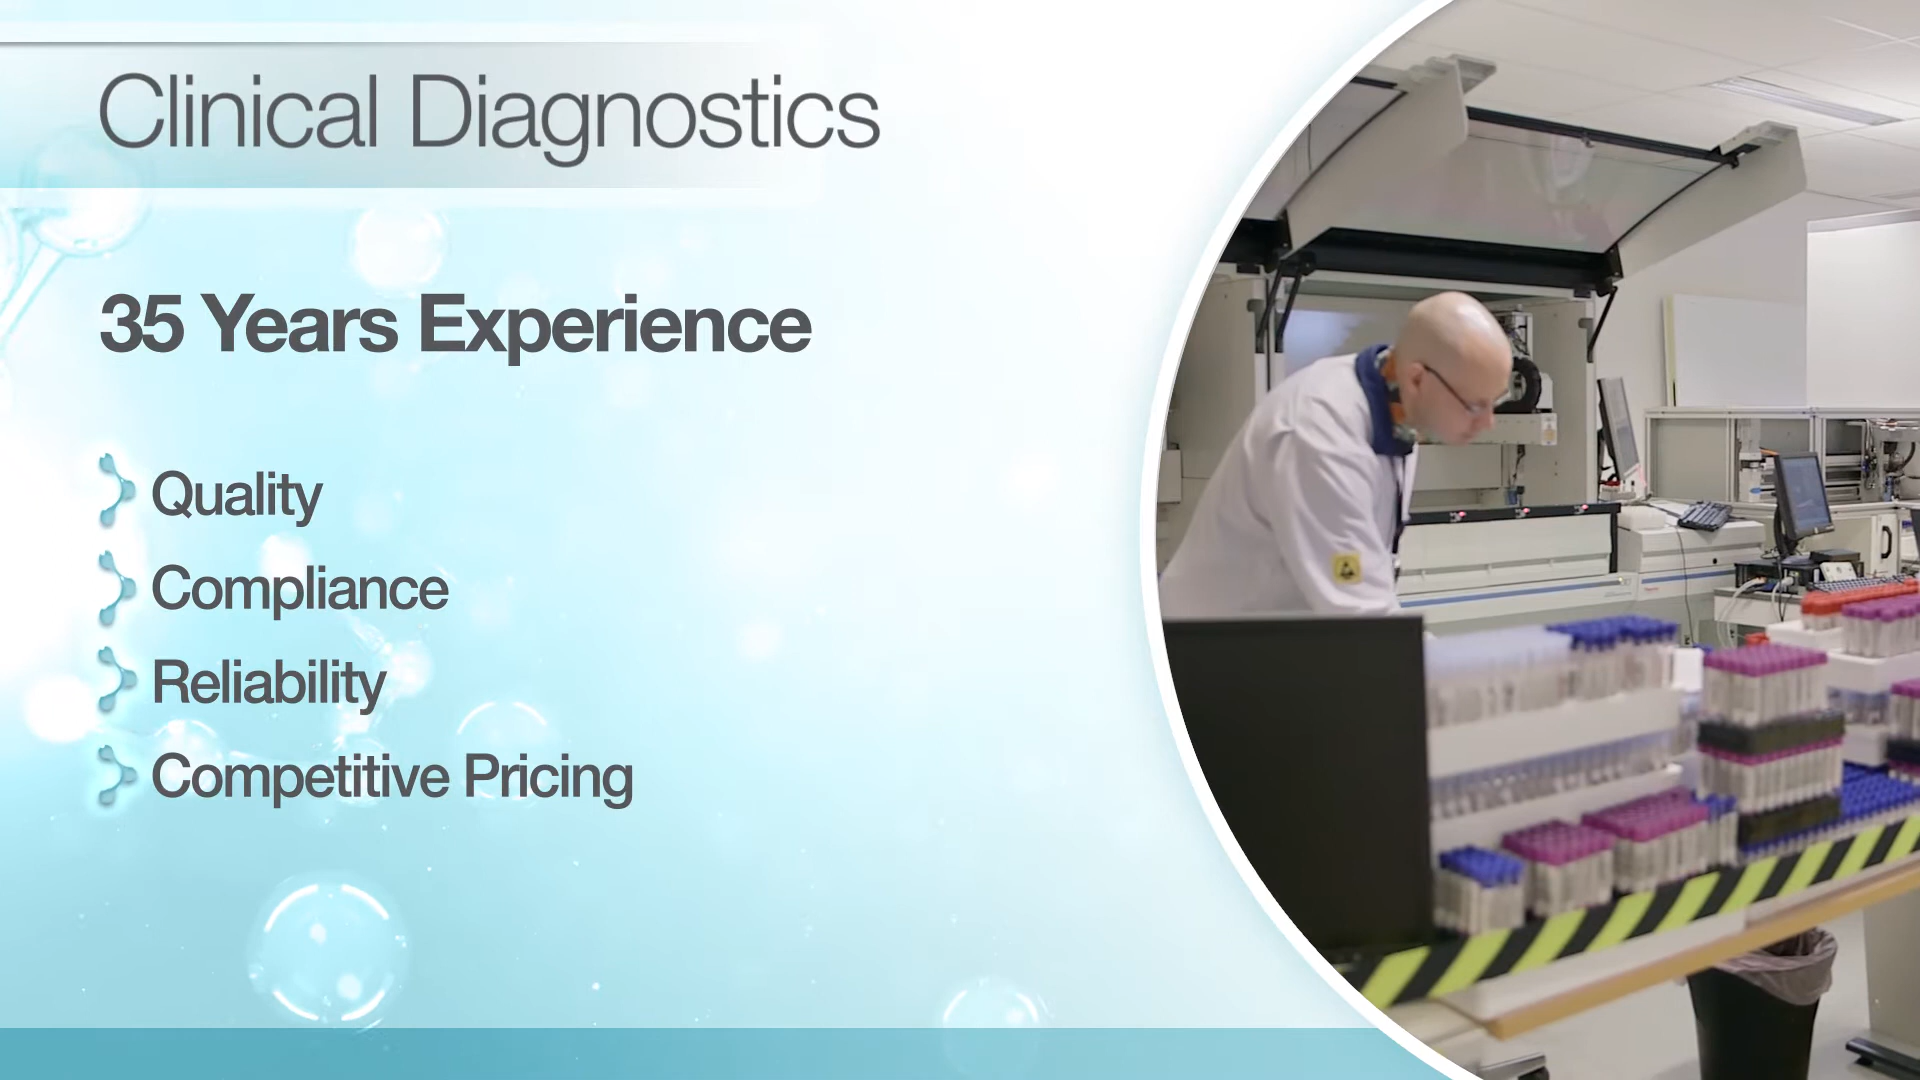 Clinical Diagnostics
35 Years Experience
Quality
Compliance
Reliability
Competitive Pricing